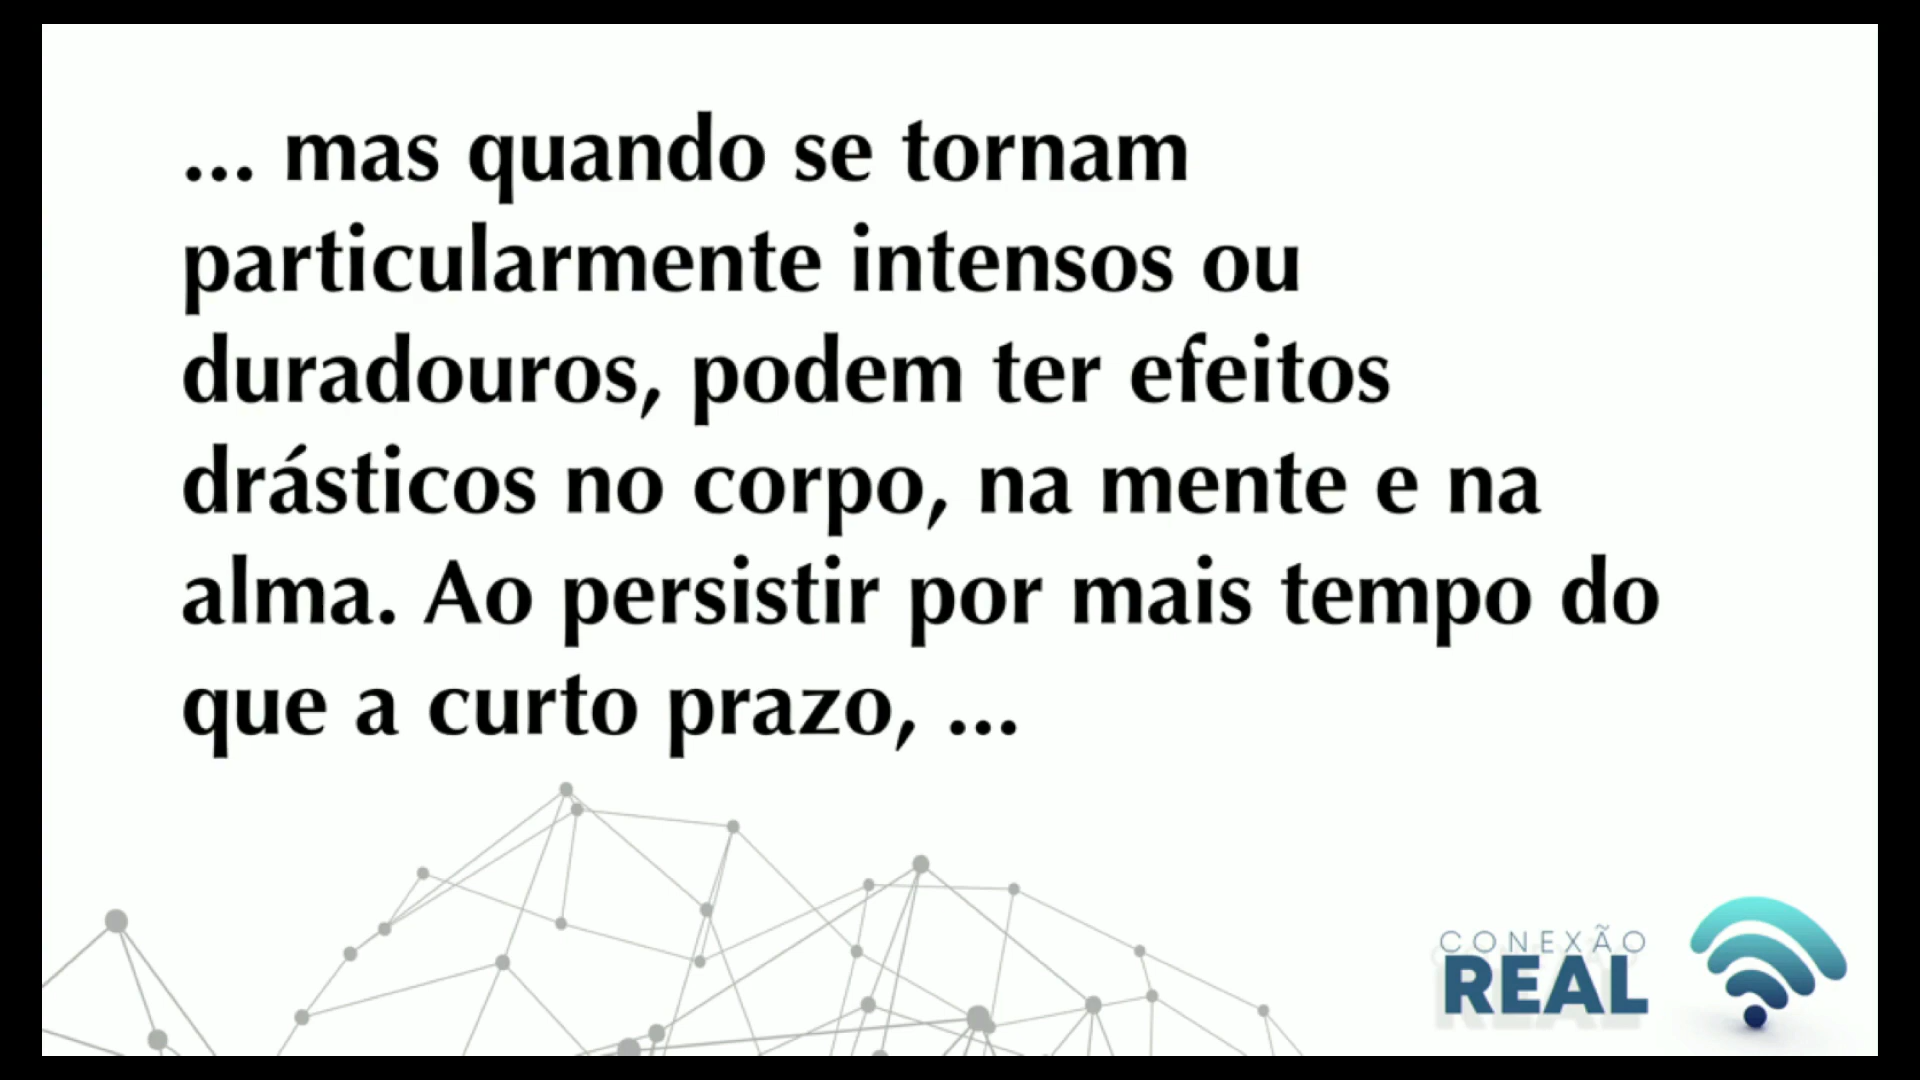 ... mas quando se tornam
particularmente intensos ou
duradouros, podem ter efeitos
drásticos no corpo, na mente e na
alma. Ao persistir por mais tempo do
que a curto prazo, ...
CONEXÃO
REAL